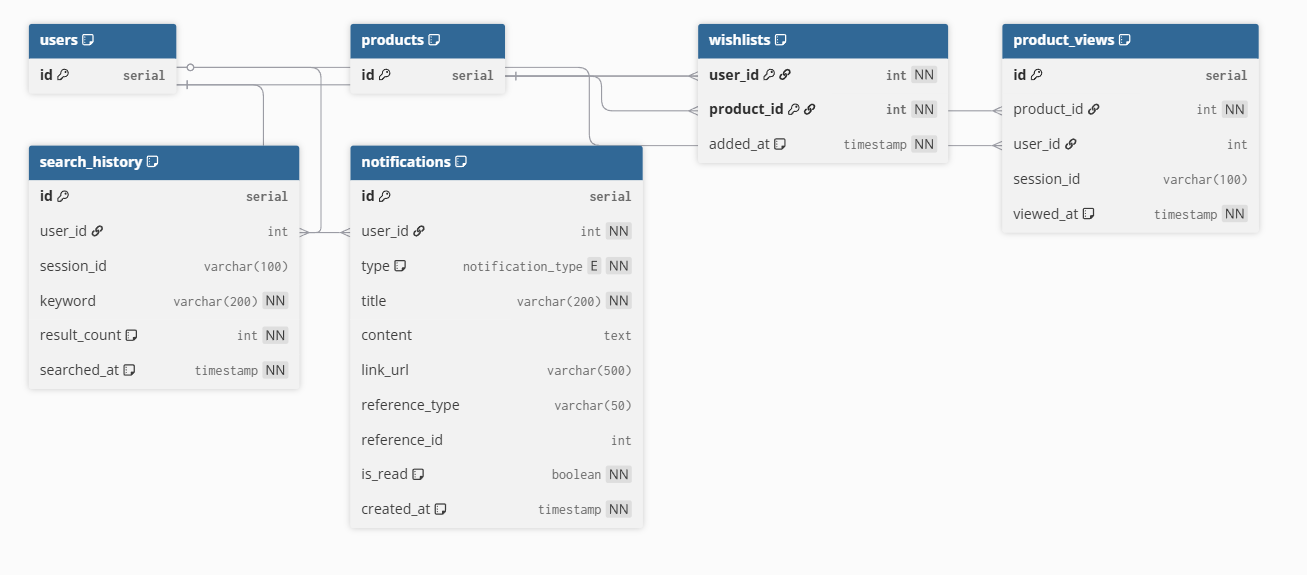 users
id serial
products
id serial
wishlists
user_id int NN
product_id int NN
added_at timestamp NN
product_views
id serial
product_id int NN
user_id int
session_id varchar(100)
viewed_at timestamp NN
search_history
id serial
user_id int
session_id varchar(100)
keyword varchar(200) NN
result_count int NN
searched_at timestamp NN
notifications
id serial
user_id int NN
type notification_type E NN
title varchar(200) NN
content text
link_url varchar(500)
reference_type varchar(50)
reference_id int
is_read boolean NN
created_at timestamp NN